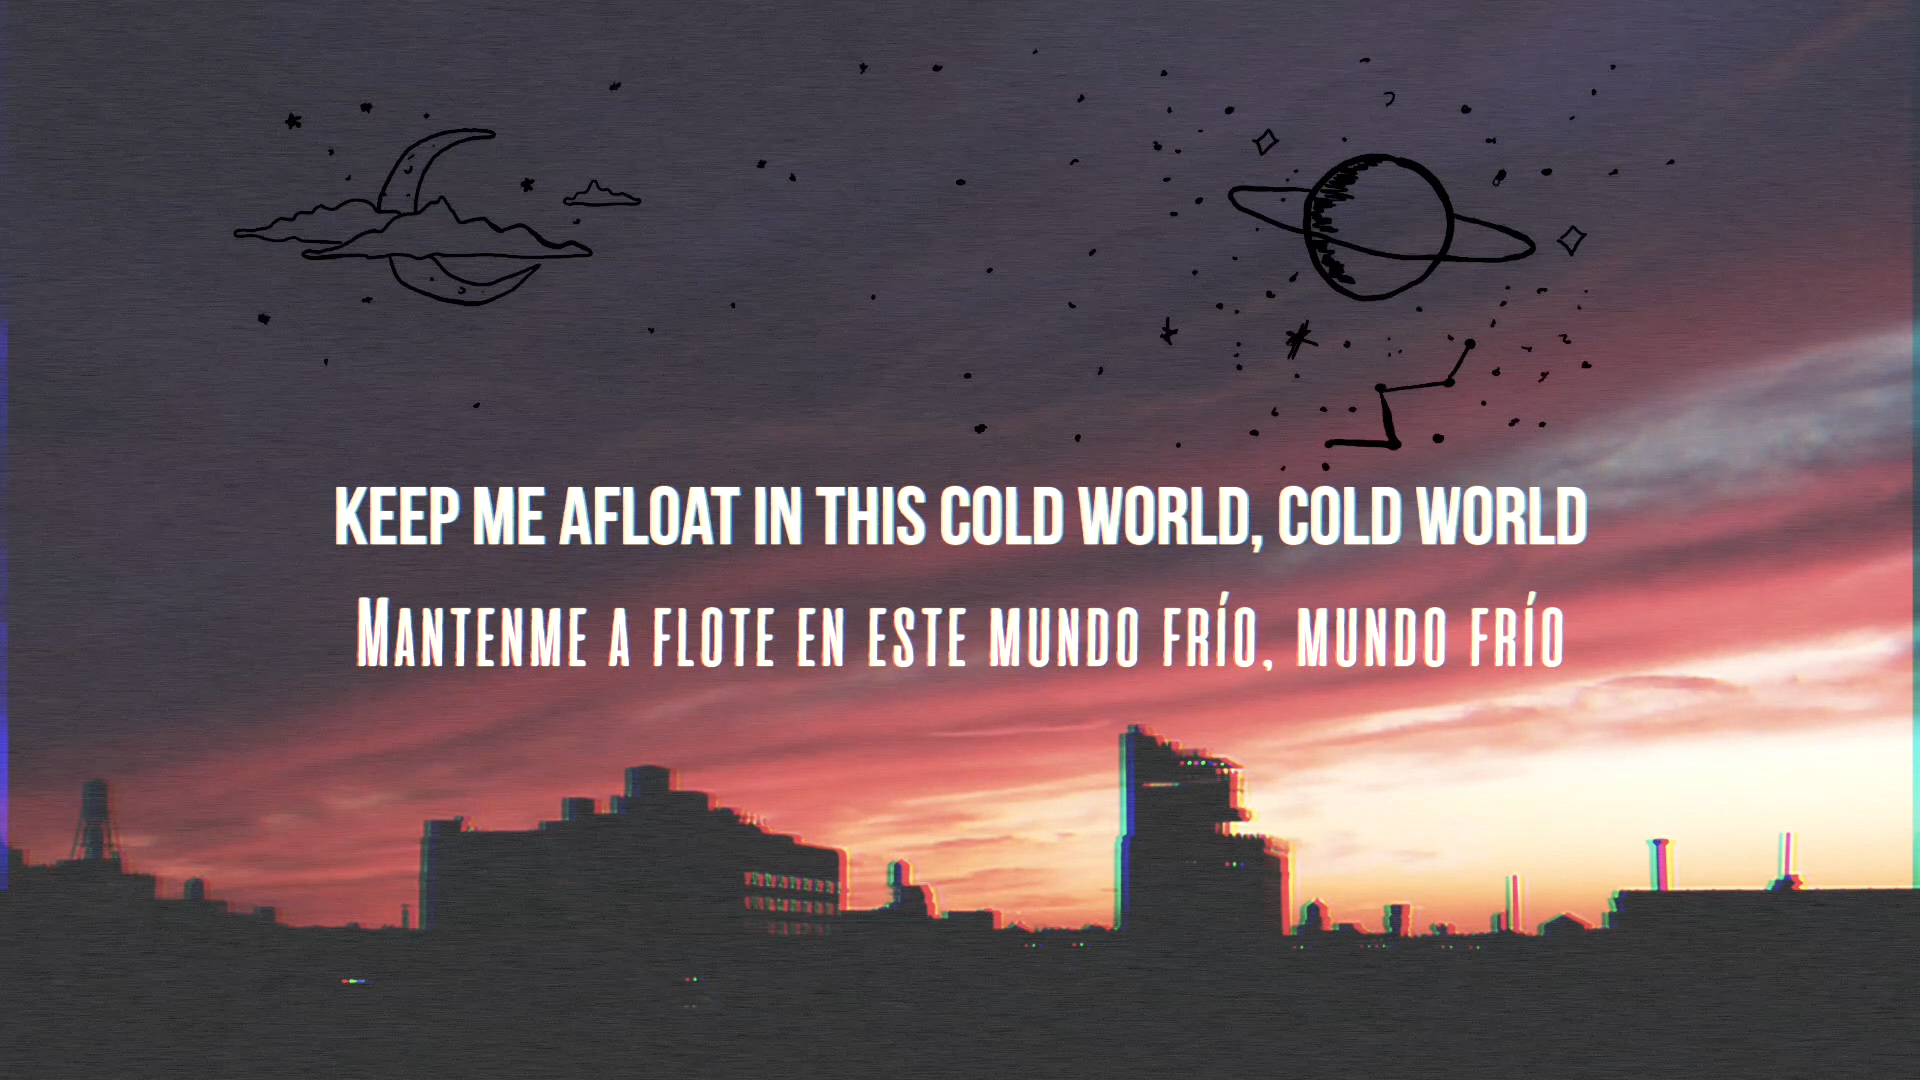 KEEP ME AFLOAT IN THIS COLD WORLD, COLD WORLD
MANTENME A FLOTE EN ESTE MUNDO FRÍO, MUNDO FRÍO